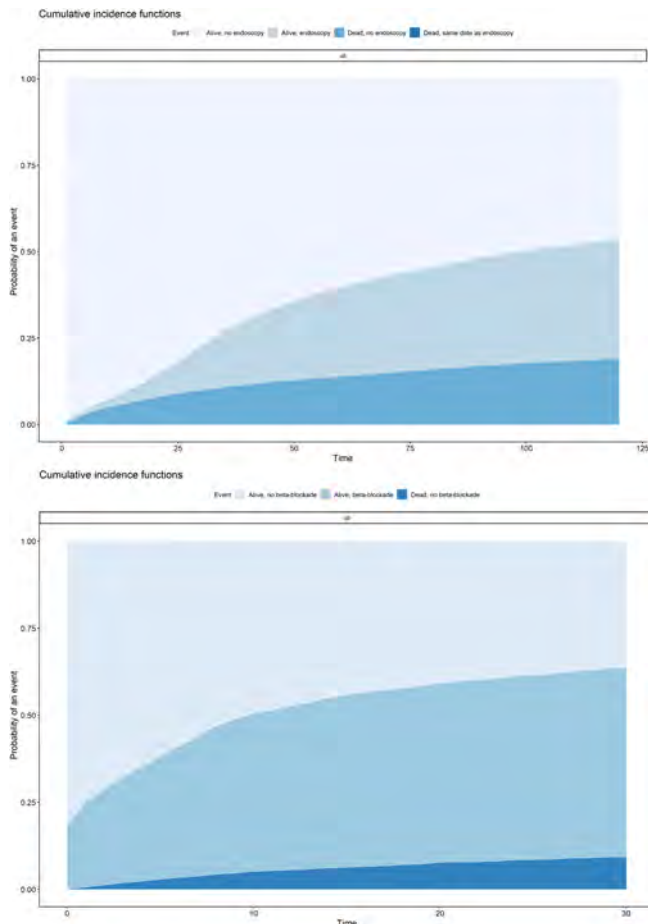 Cumulative incidence functions
Event Alive, no endoscopy Alive, endoscopy Dead, no endoscopy Dead, same date as endoscopy
all
1.00
0.75
0.50
0.25
0.00
Probability of an event
0 25 50 75 100 125
Time
Cumulative incidence functions
Event Alive, no beta-blockade Alive, beta-blockade Dead, no beta-blockade
all
1.00
0.75
0.50
0.25
0.00
Probability of an event
0 10 20 30
Time